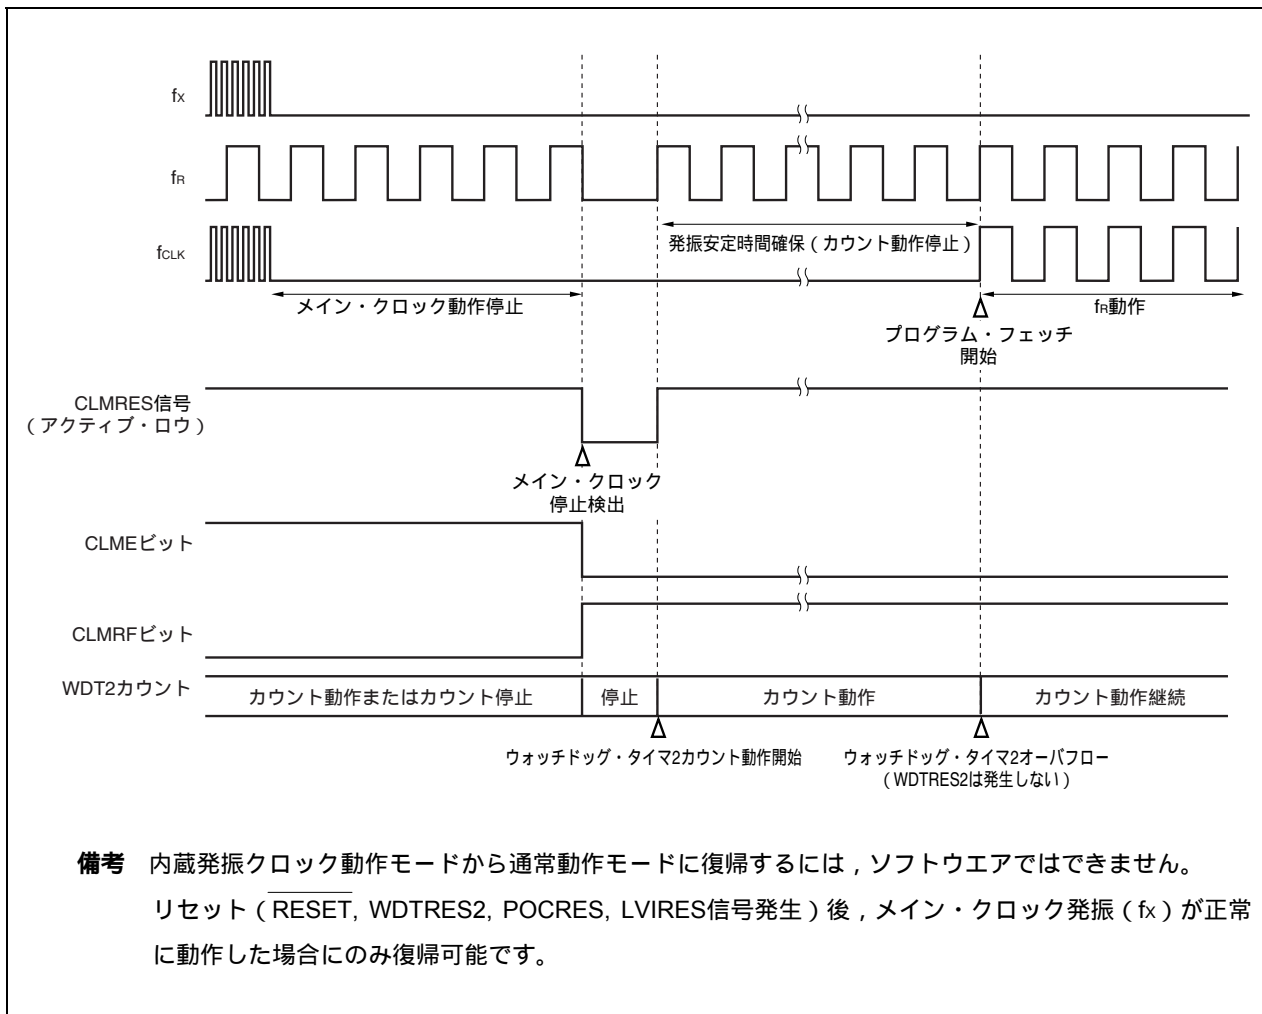 fX
fR
発振安定時間確保（カウント動作停止）
fCLK
メイン・クロック動作停止
fR動作
プログラム・フェッチ
開始
CLMRES信号
（アクティブ・ロウ）
メイン・クロック
停止検出
CLMEビット
CLMRFビット
WDT2カウント
カウント動作またはカウント停止
停止
カウント動作
カウント動作継続
ウォッチドッグ・タイマ2カウント動作開始
ウォッチドッグ・タイマ2オーバフロー
（WDTRES2は発生しない）
備考　内蔵発振クロック動作モードから通常動作モードに復帰するには，ソフトウエアではできません。
リセット（RESET, WDTRES2, POCRES, LVIRES信号発生）後，メイン・クロック発振（fX）が正常
に動作した場合にのみ復帰可能です。